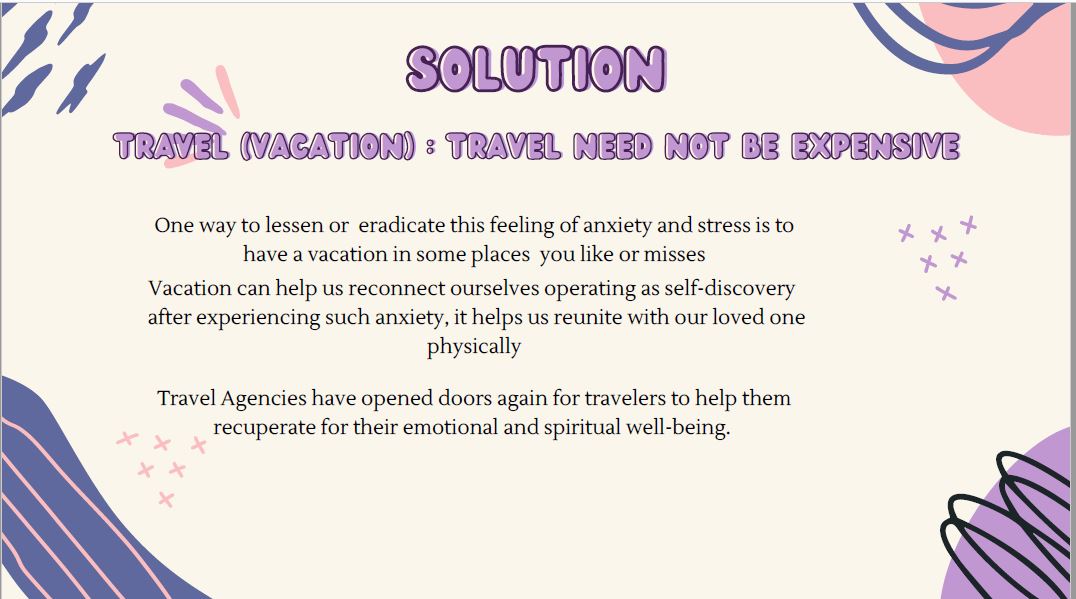 SOLUTION
TRAVEL (VACATION) : TRAVEL NEED NOT BE EXPENSIVE
One way to lessen or eradicate this feeling of anxiety and stress is to
have a vacation in some places you like or misses
Vacation can help us reconnect ourselves operating as self-discovery
after experiencing such anxiety, it helps us reunite with our loved one
physically
Travel Agencies have opened doors again for travelers to help them
recuperate for their emotional and spiritual well-being.